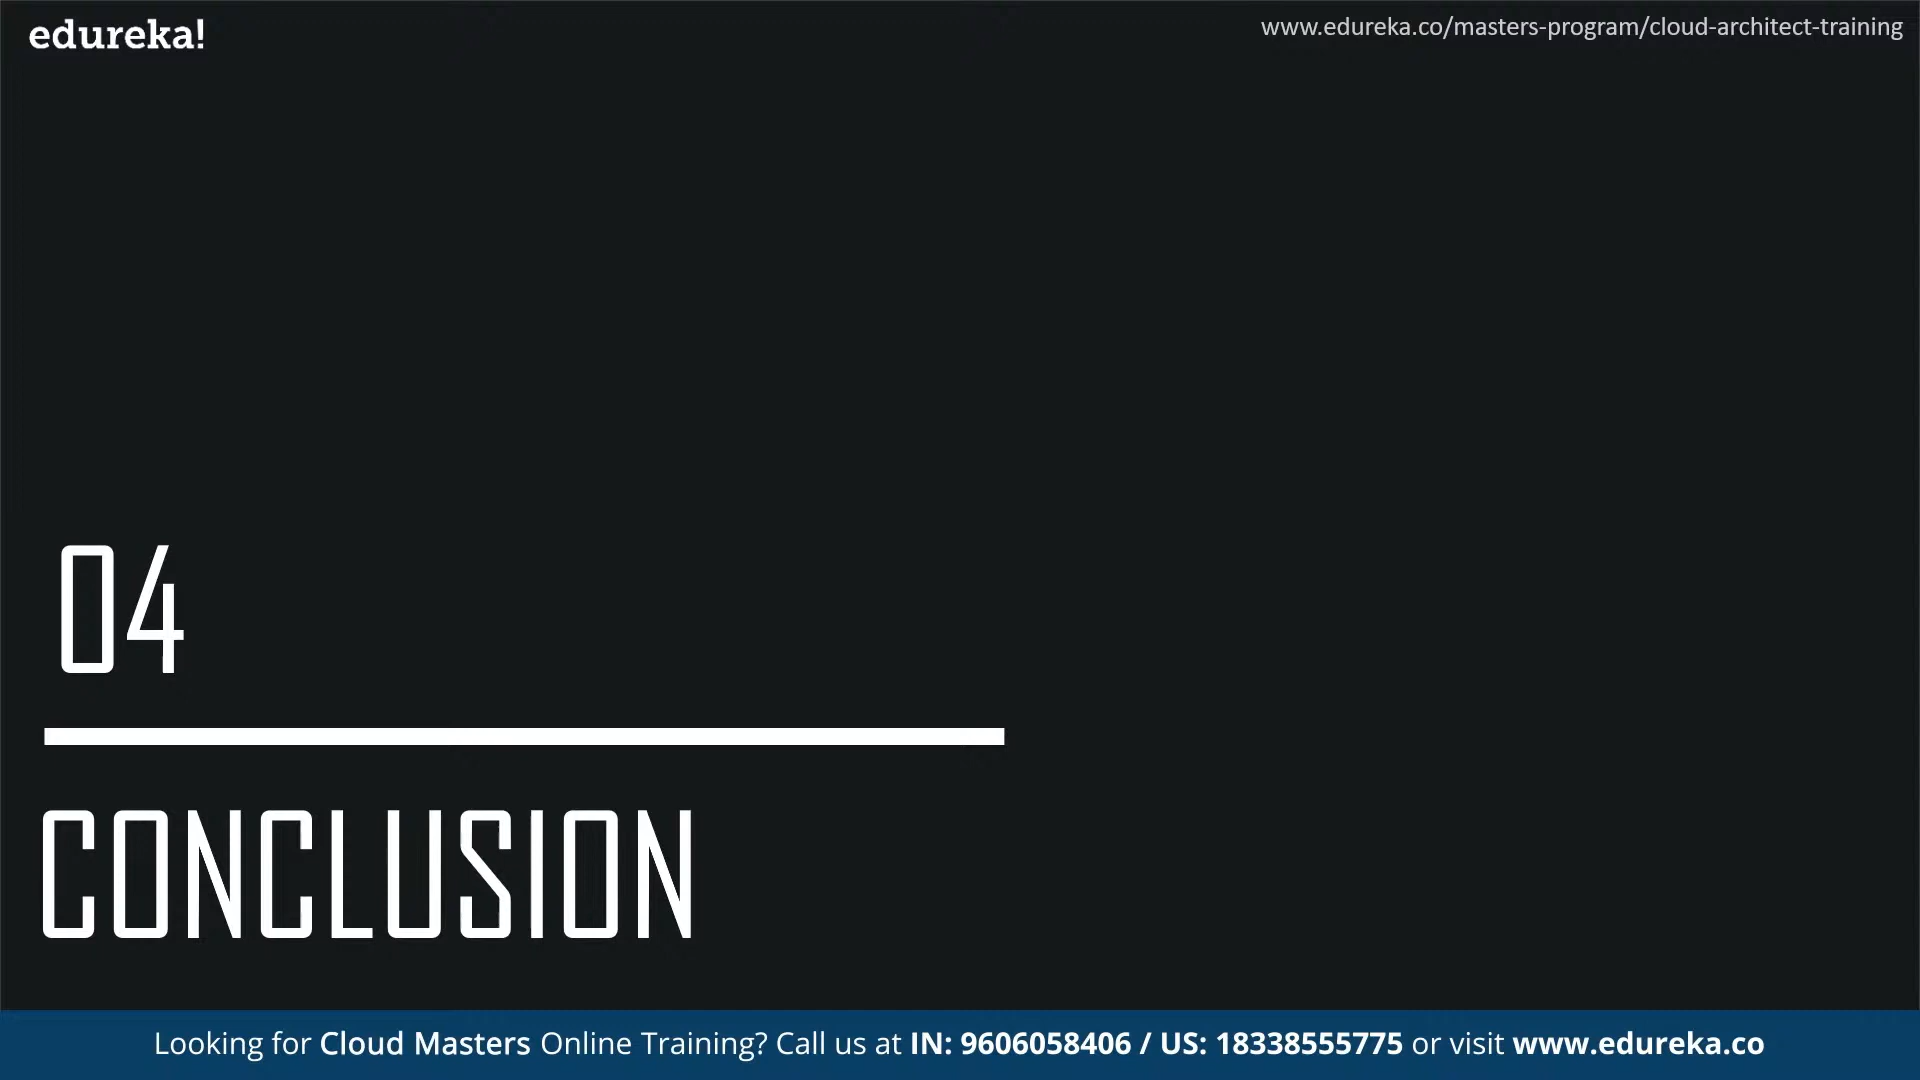 edureka!
www.edureka.co/masters-program/cloud-architect-training
04
CONCLUSION
Looking for Cloud Masters Online Training? Call us at IN: 9606058406 / US: 18338555775 or visit www.edureka.co